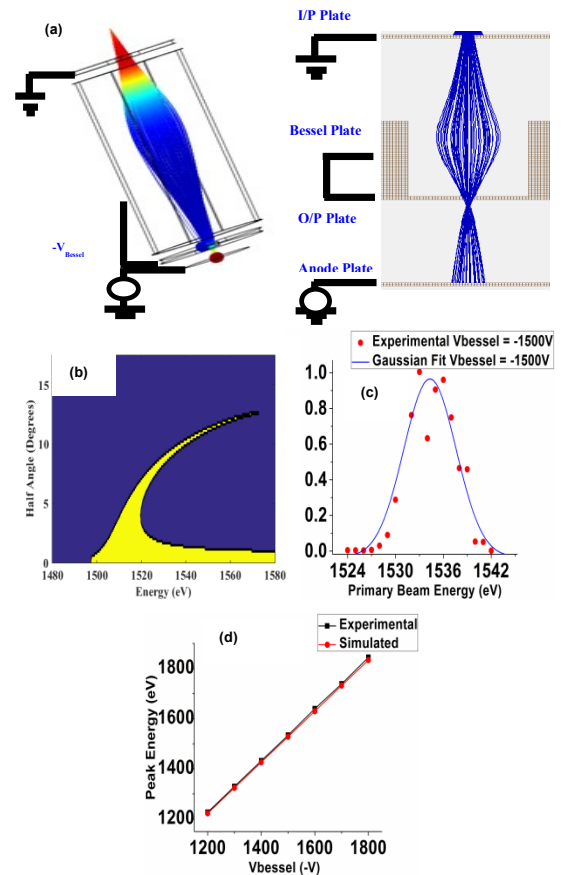 (a)
I/P Plate
Bessel Plate
-VBessel
O/P Plate
Anode Plate
(b)
Half Angle (Degrees)
15
10
5
0
1480 1500 1520 1540 1560 1580
Energy (eV)
Experimental Vbessel = -1500V
Gaussian Fit Vbessel = -1500V
(c)
1.0
0.8
0.6
0.4
0.2
0.0
1524 1530 1536 1542
Primary Beam Energy (eV)
(d)
Experimental
Simulated
Peak Energy (eV)
1800
1600
1400
1200
1200 1400 1600 1800
Vbessel (-V)